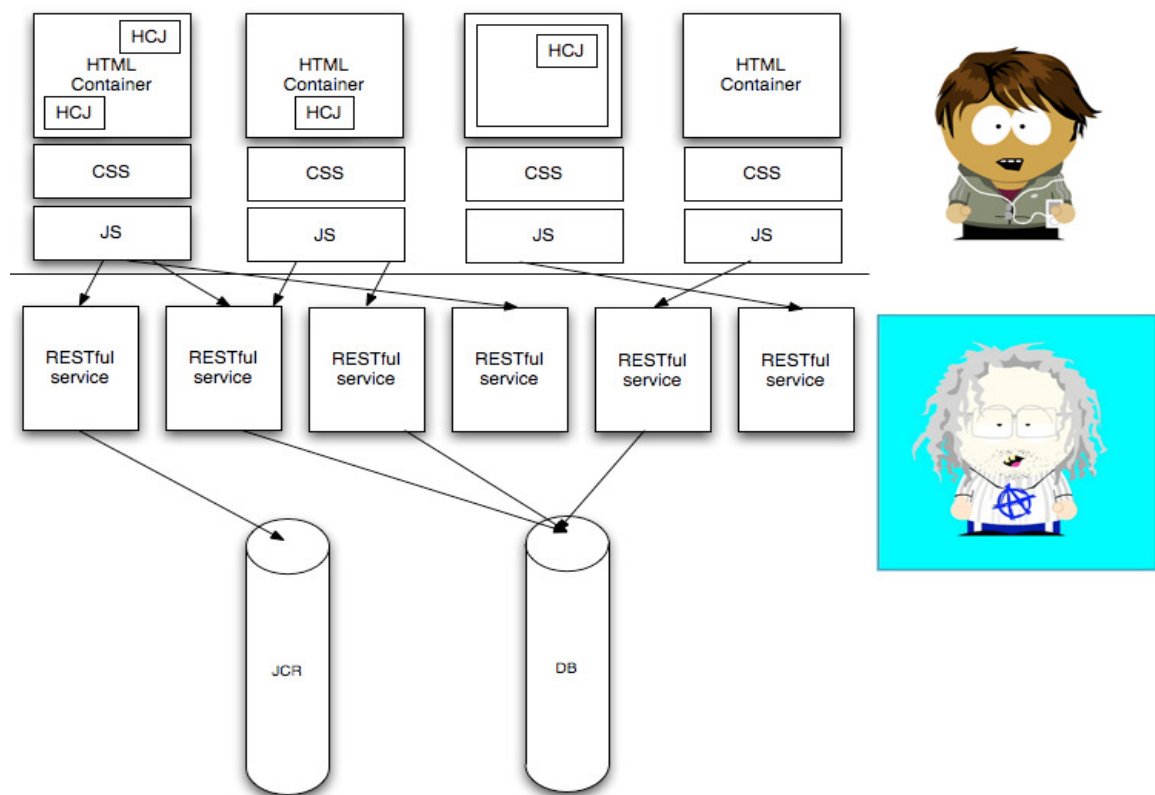 HCJ
HTML
Container
HCJ
HTML
Container
HCJ
HCJ
HTML
Container
CSS
CSS
CSS
CSS
JS
JS
JS
JS
RESTful
service
RESTful
service
RESTful
service
RESTful
service
RESTful
service
RESTful
service
JCR
DB